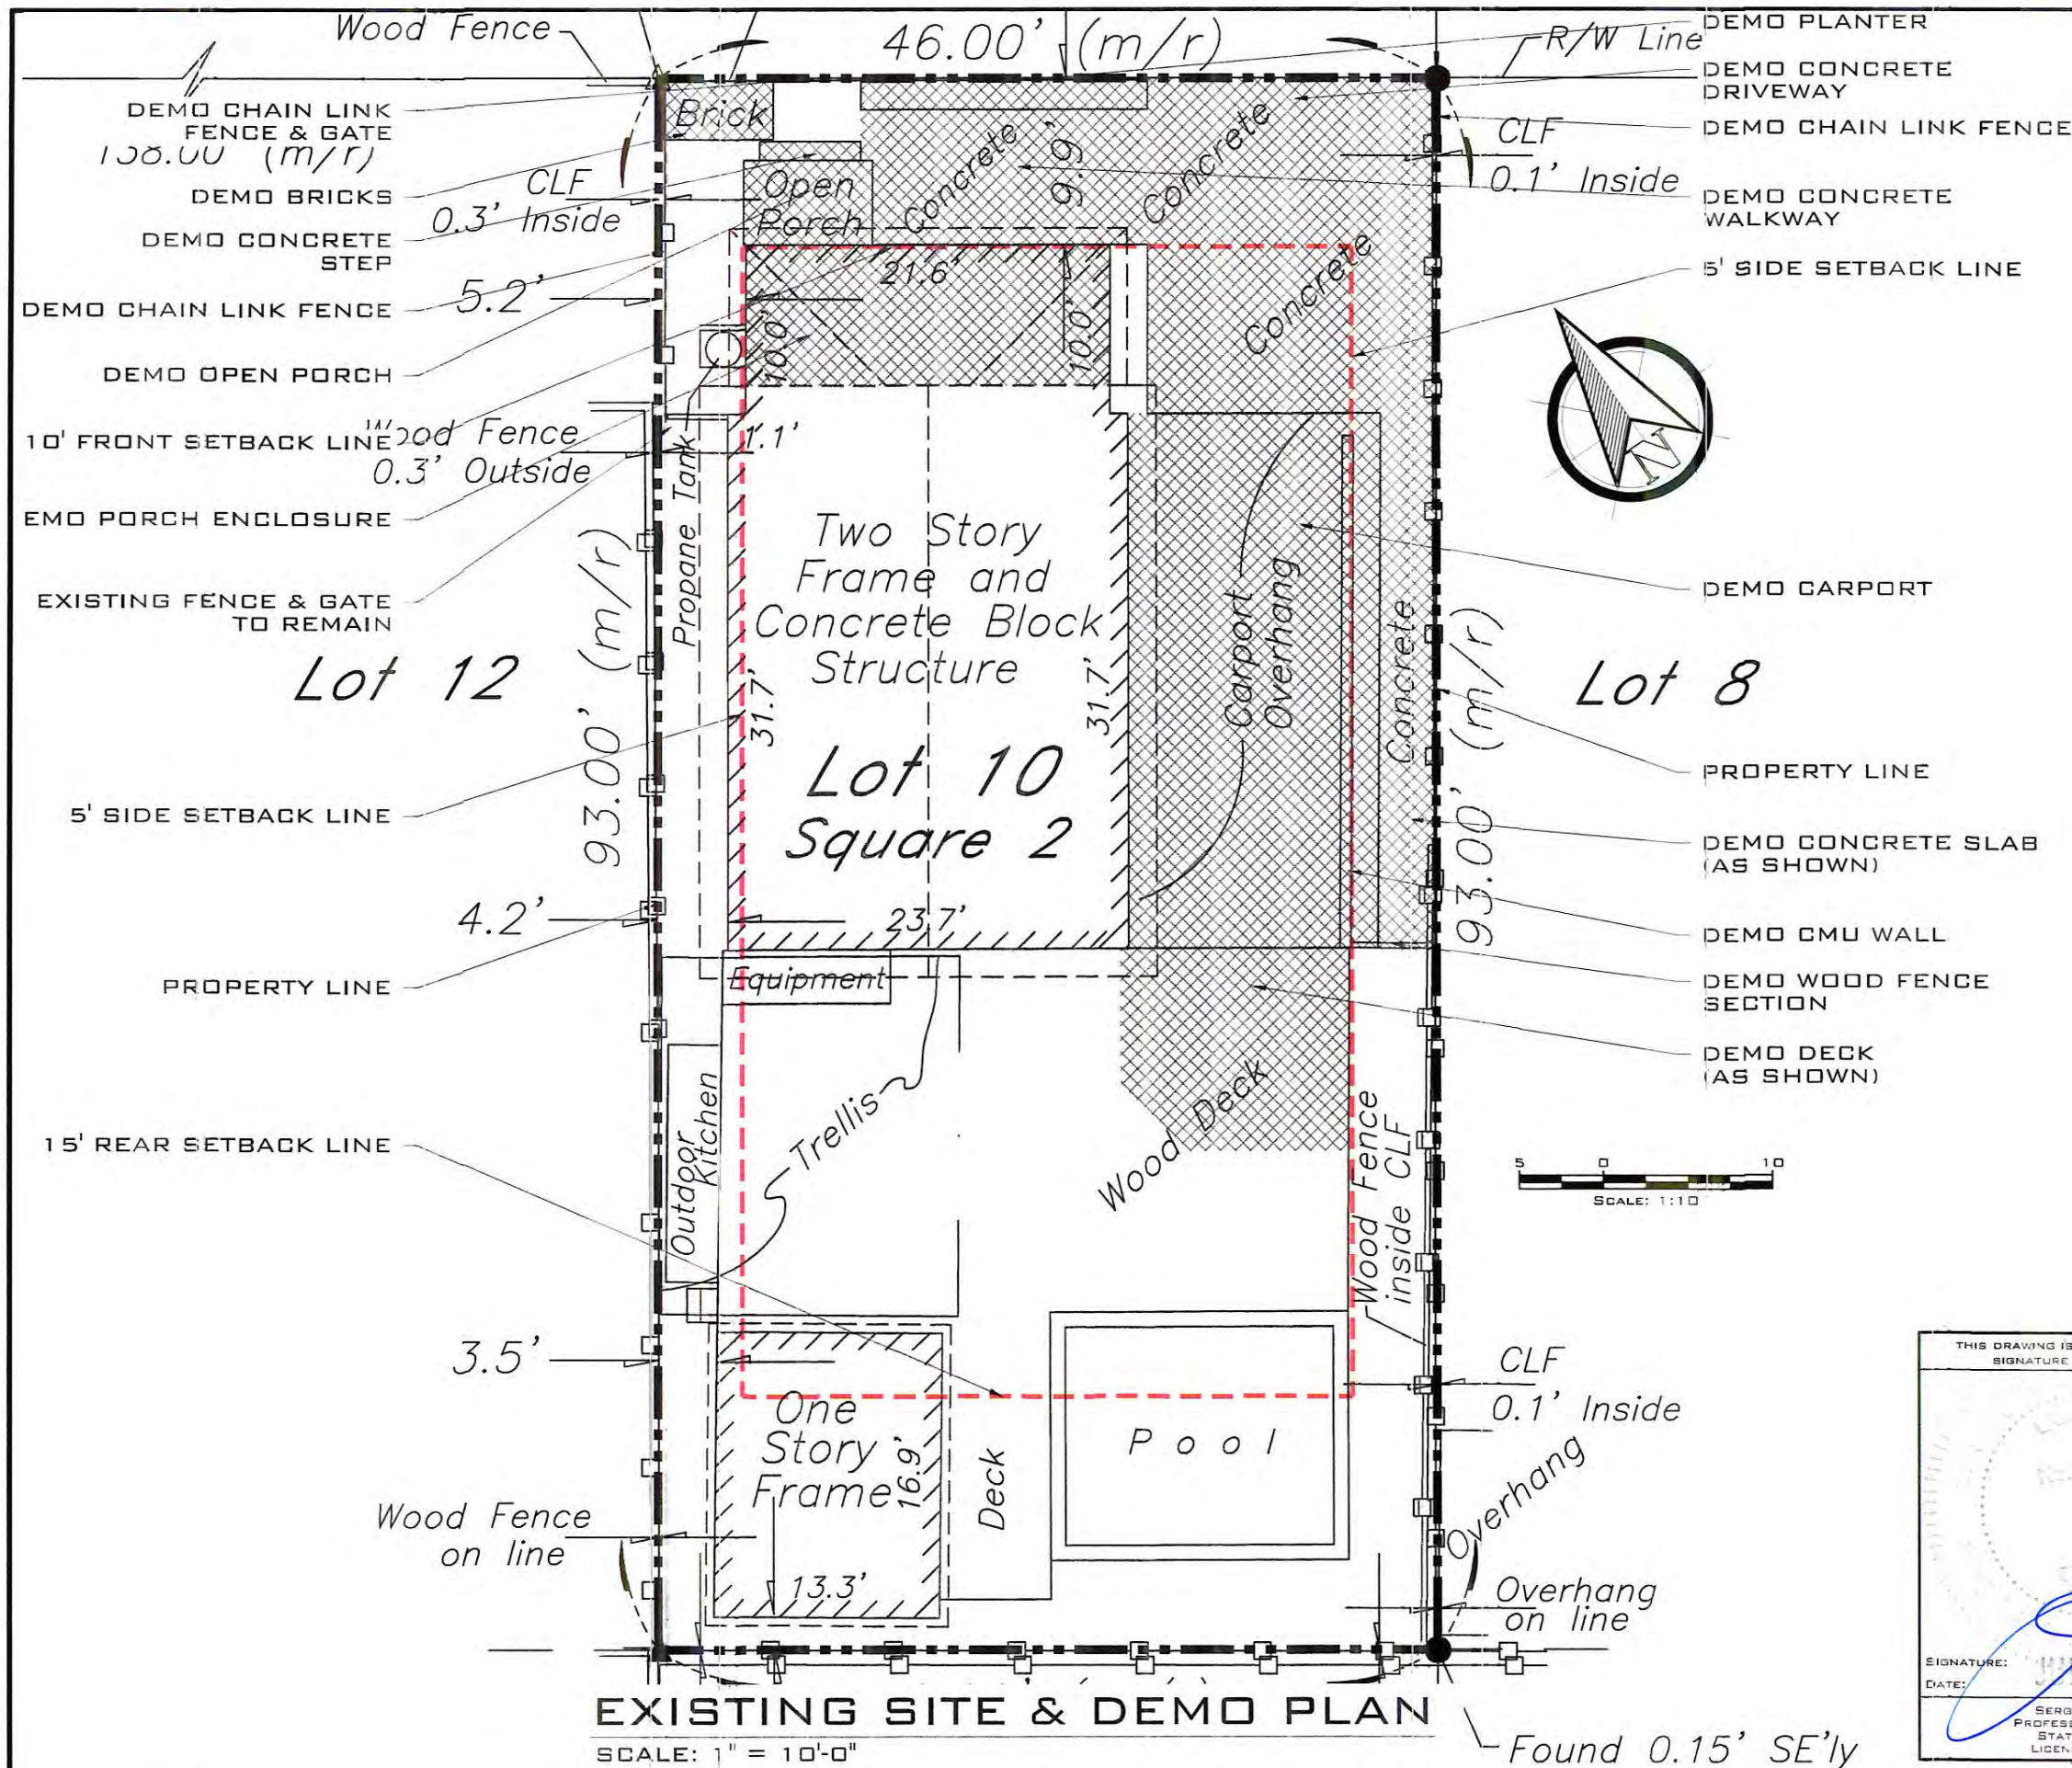 Wood Fence
46.00' (m/r)
R/W Line
DEMO PLANTER
DEMO CONCRETE
DRIVEWAY
DEMO CHAIN LINK FENCE
DEMO CONCRETE
WALKWAY
5' SIDE SETBACK LINE
DEMO CARPORT
PROPERTY LINE
DEMO CONCRETE SLAB
(AS SHOWN)
DEMO CMU WALL
DEMO WOOD FENCE
SECTION
DEMO DECK
(AS SHOWN)
DEMO CHAIN LINK
FENCE & GATE
138.00' (m/r)
DEMO BRICKS
DEMO CONCRETE
STEP
DEMO CHAIN LINK FENCE
DEMO OPEN PORCH
10' FRONT SETBACK LINE
EMO PORCH ENCLOSURE
EXISTING FENCE & GATE
TO REMAIN
5' SIDE SETBACK LINE
PROPERTY LINE
15' REAR SETBACK LINE
CLF
0.3' Inside
5.2'
Wood Fence
0.3' Outside
Lot 12
93.00' (m/r)
4.2'
3.5'
Wood Fence
on line
Brick
Open
Porch
Concrete
9.9'
Concrete
Concrete
21.6'
10.0'
10.0'
1.1'
Propane Tank
Two Story
Frame and
Concrete Block
Structure
31.7'
31.7'
Lot 10
Square 2
23.7'
Carport
Overhang
Concrete
Equipment
Trellis
Outdoor
Kitchen
Wood Deck
Wood Fence
inside CLF
One
Story
Frame
16.9'
13.3'
Deck
Pool
CLF
0.1' Inside
N
Lot 8
93.00' (m/r)
5 0 10
SCALE: 1:10
CLF
0.1' Inside
Overhang
Overhang
on line
Found 0.15' SE'ly
THIS DRAWING IS
SIGNATURE
SIGNATURE:
DATE:
SERG
PROFESS
STAT
LICEN
EXISTING SITE & DEMO PLAN
SCALE: 1" = 10'-0"